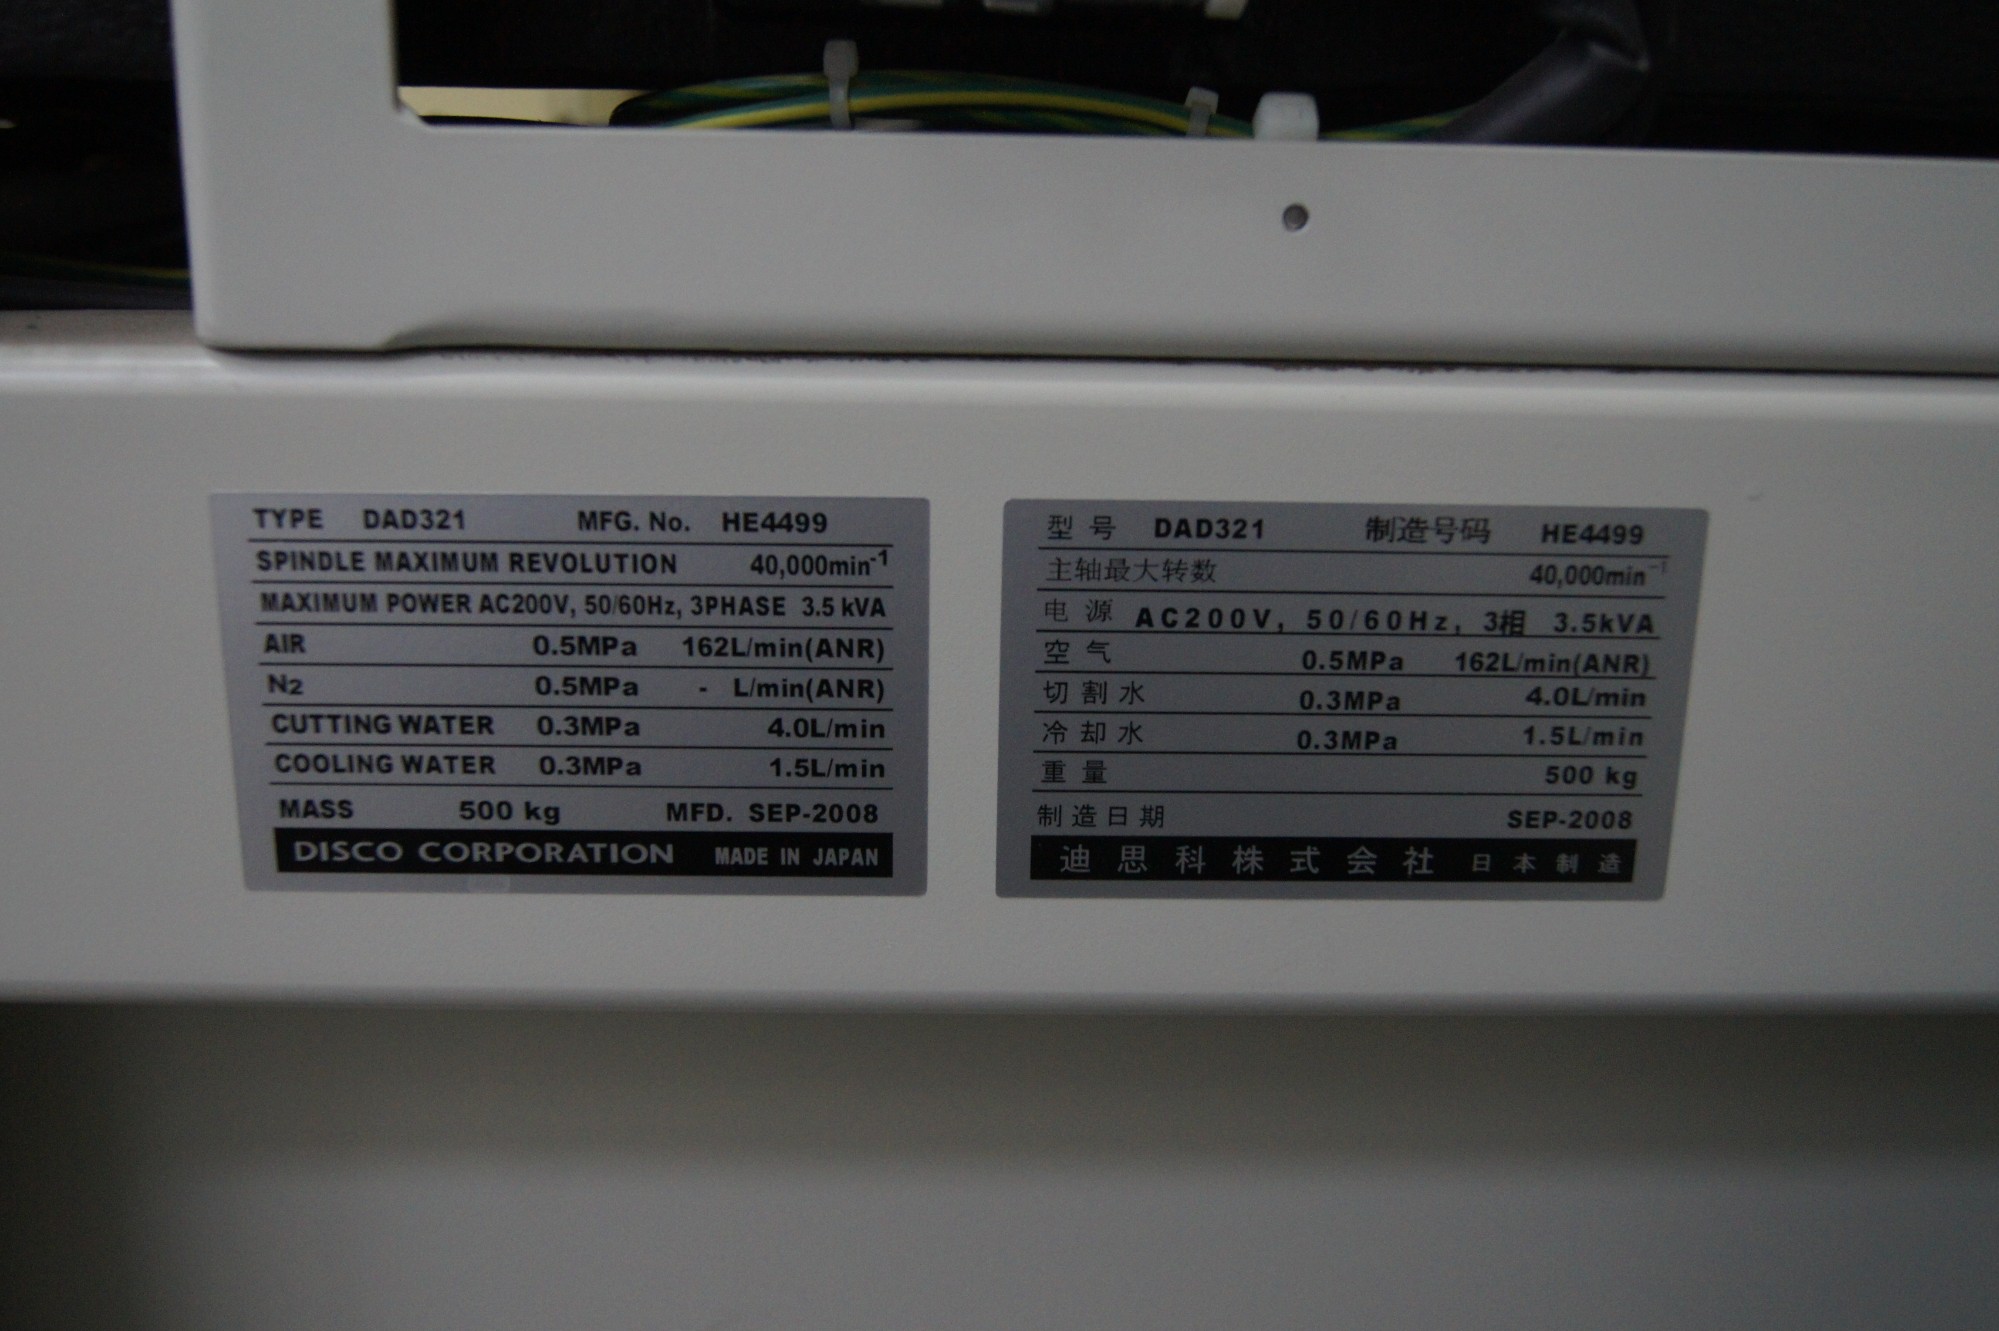 TYPE DAD321 MFG. No. HE4499
SPINDLE MAXIMUM REVOLUTION 40,000min-1
MAXIMUM POWER AC200V, 50/60Hz, 3PHASE 3.5 kVA
AIR 0.5MPa 162L/min(ANR)
N2 0.5MPa - L/min(ANR)
CUTTING WATER 0.3MPa 4.0L/min
COOLING WATER 0.3MPa 1.5L/min
MASS 500 kg MFD. SEP-2008
DISCO CORPORATION MADE IN JAPAN
型号 DAD321 制造号码 HE4499
主轴最大转数 40,000min-1
电源 AC200V, 50/60Hz, 3相 3.5kVA
空气 0.5MPa 162L/min(ANR)
切割水 0.3MPa 4.0L/min
冷却水 0.3MPa 1.5L/min
重量 500 kg
制造日期 SEP-2008
迪思科株式会社 日本制造